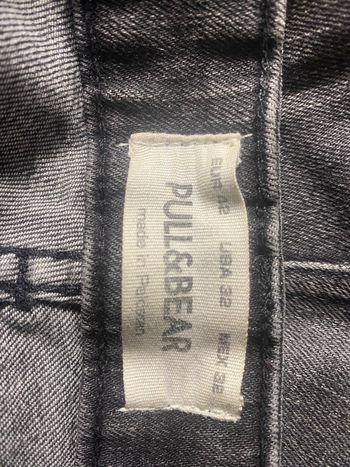 EUR 42 USA 32 MEX 32
PULL&BEAR
made in Pakistan